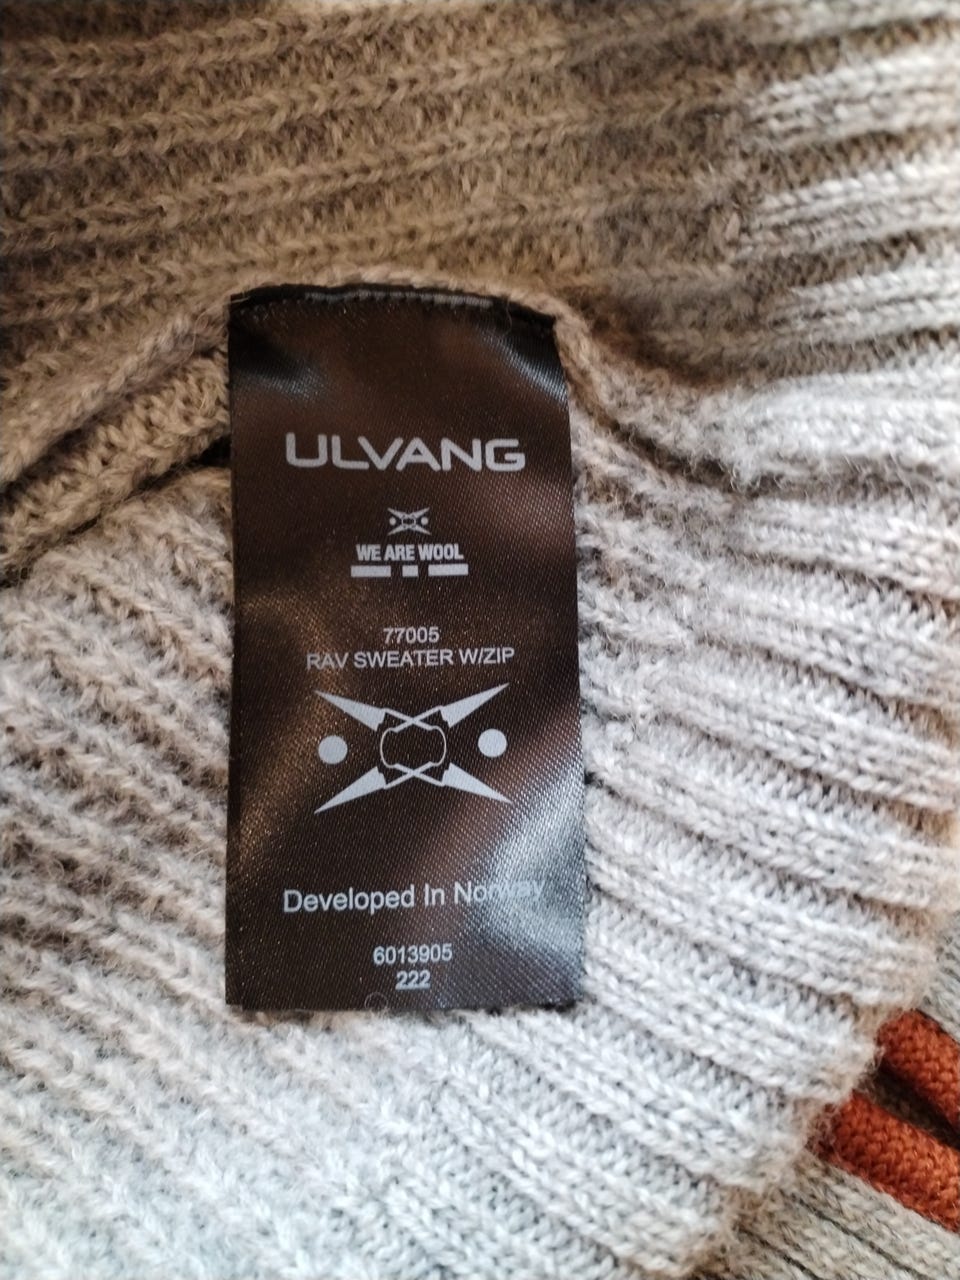 ULVANG
WE ARE WOOL
77005
RAV SWEATER W/ZIP
Developed In Norway
6013905
222